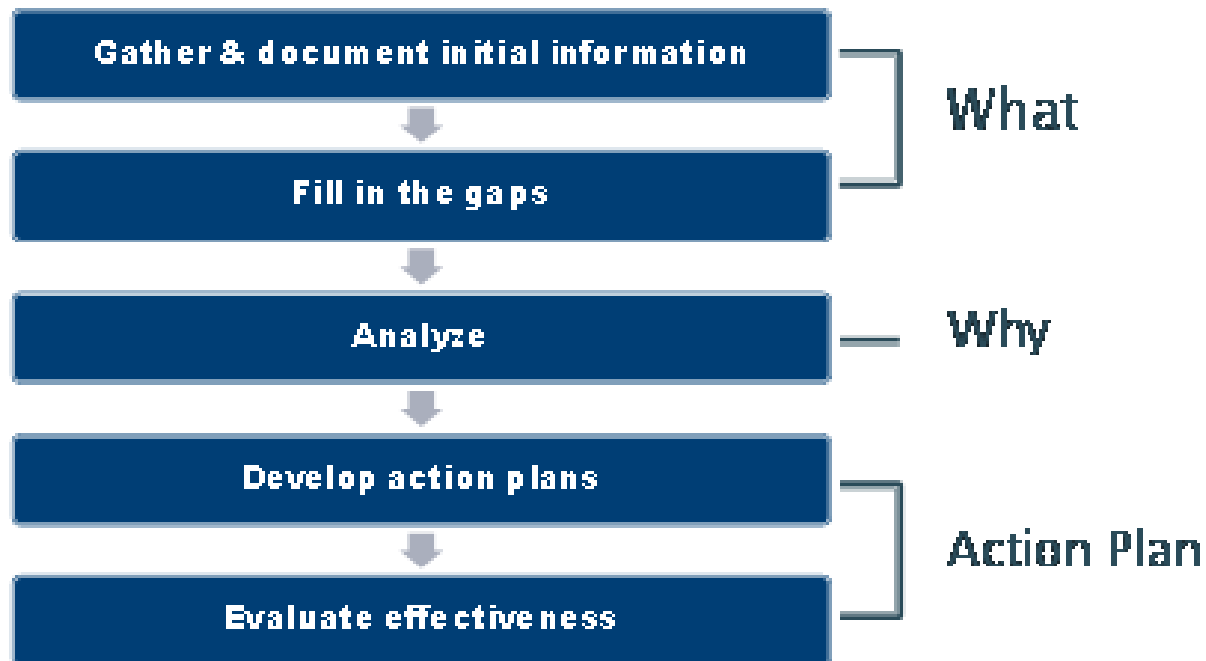 Gather & document initial information
What
Fill in the gaps
Analyze
Why
Develop action plans
Action Plan
Evaluate effectiveness